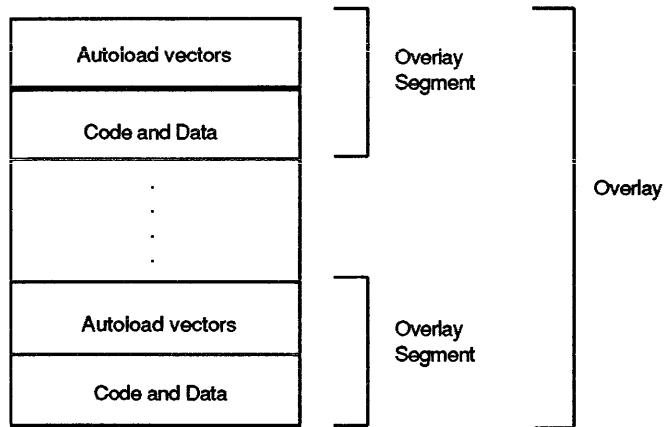 Autoload vectors
Overlay
Segment
Code and Data
Overlay
Autoload vectors
Overlay
Segment
Code and Data